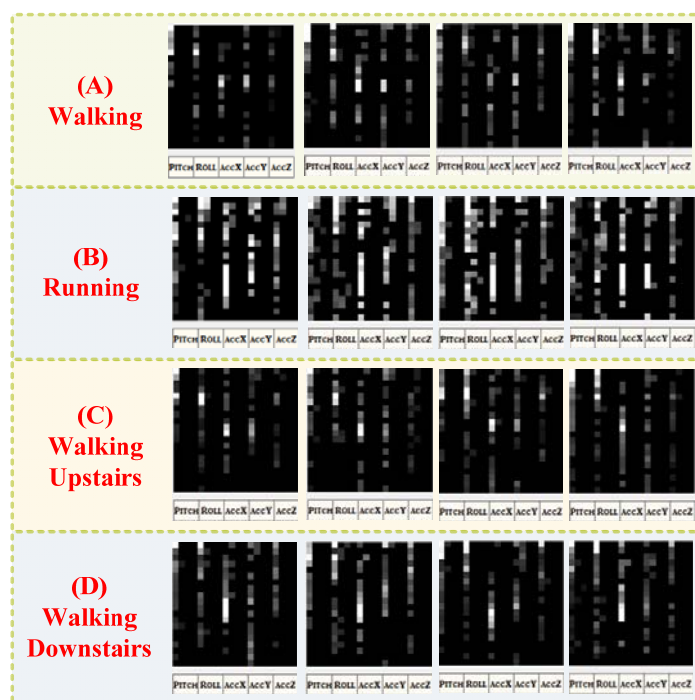 (A)
Walking
PITCH ROLL ACCX ACCY ACCZ PITCH ROLL ACCX ACCY ACCZ PITCH ROLL ACCX ACCY ACCZ PITCH ROLL ACCX ACCY ACCZ
(B)
Running
PITCH ROLL ACCX ACCY ACCZ PITCH ROLL ACCX ACCY ACCZ PITCH ROLL ACCX ACCY ACCZ PITCH ROLL ACCX ACCY ACCZ
(C)
Walking
Upstairs
PITCH ROLL ACCX ACCY ACCZ PITCH ROLL ACCX ACCY ACCZ PITCH ROLL ACCX ACCY ACCZ PITCH ROLL ACCX ACCY ACCZ
(D)
Walking
Downstairs
PITCH ROLL ACCX ACCY ACCZ PITCH ROLL ACCX ACCY ACCZ PITCH ROLL ACCX ACCY ACCZ PITCH ROLL ACCX ACCY ACCZ